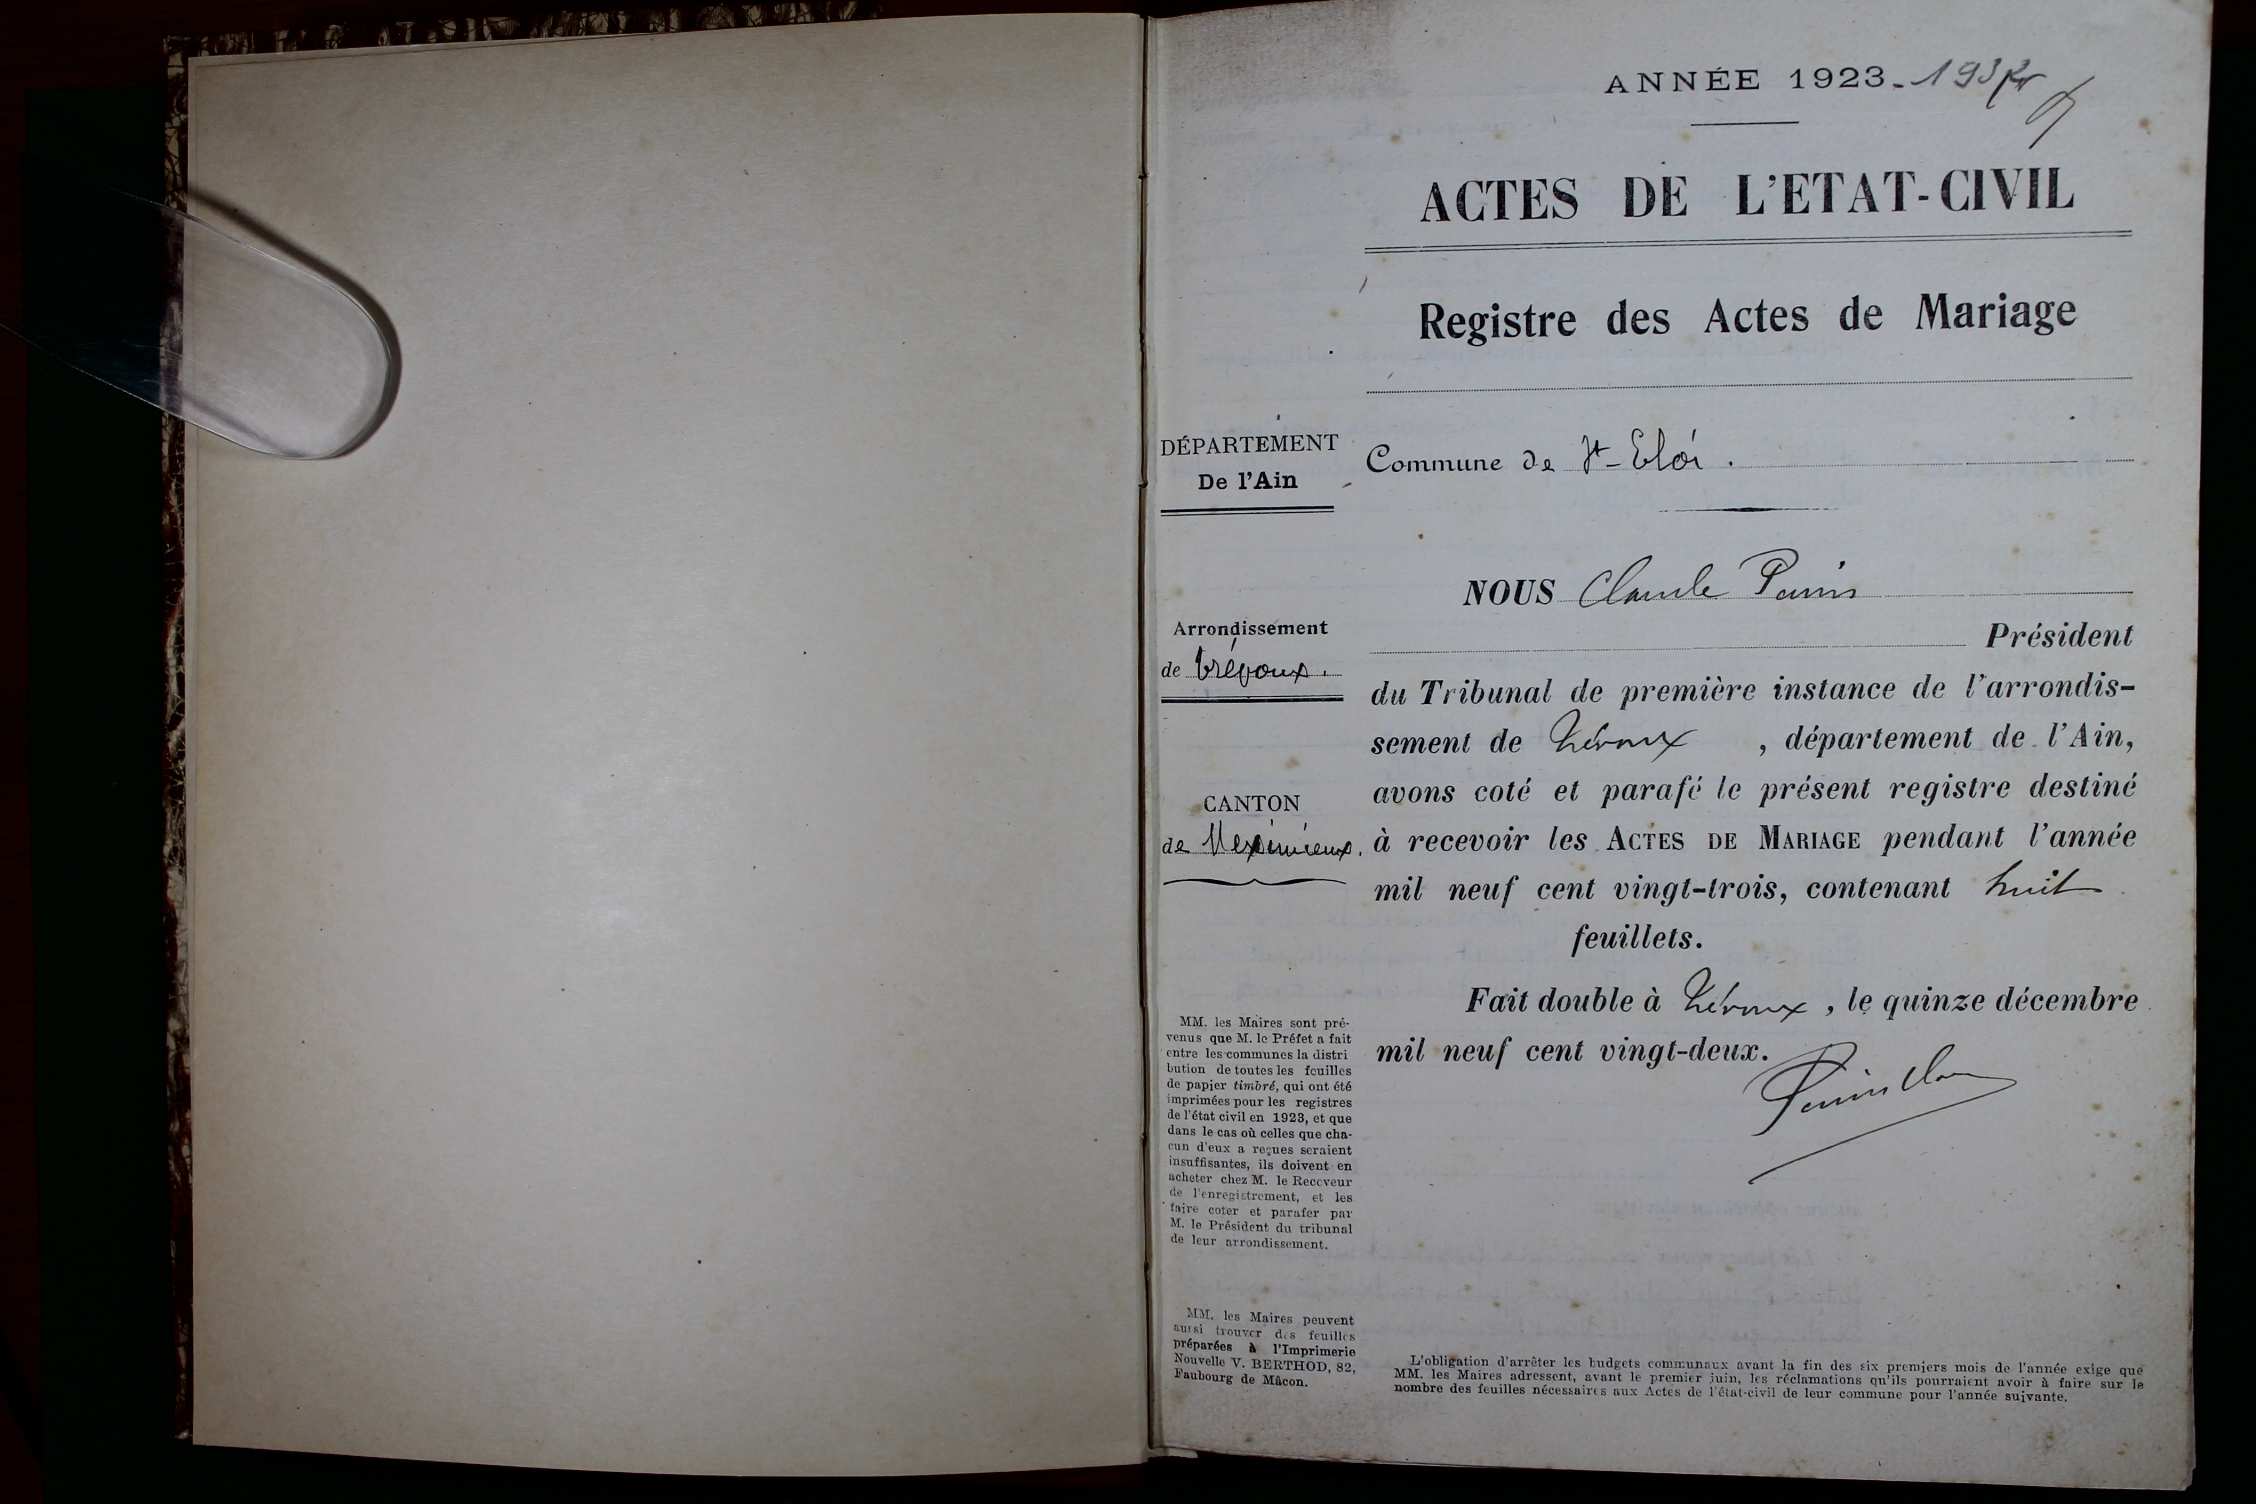 ANNÉE 1923-
ACTES DE L'ETAT-CIVIL
Registre des Actes de Mariage
DÉPARTEMENT
De l'Ain
Commune de St-Eloi.
NOUS Claude
Président
Arrondissement
de Trévoux.
du Tribunal de première instance de l'arrondis-
sement de Trévoux, département de l'Ain,
avons coté et parafé le présent registre destiné
CANTON
de Meximieux.
à recevoir les ACTES DE MARIAGE pendant l'année
mil neuf cent vingt-trois, contenant huit
feuillets.
Fait double à Trévoux, le quinze décembre
mil neuf cent vingt-deux.
MM. les Maires sont pré-
venus que M. le Préfet a fait
entre les communes la distri
bution de toutes les feuilles
de papier timbré, qui ont été
imprimées pour les registres
de l'état civil en 1923, et que
dans le cas où celles que cha-
cun d'eux a reçues seraient
insuffisantes, ils doivent en
acheter chez M. le Receveur
de l'enregistrement, et les
faire coter et parafer par
M. le Président du tribunal
de leur arrondissement.
MM. les Maires peuvent
aussi trouver des feuilles
préparées à l'Imprimerie
Nouvelle V. BERTHOD, 82,
Faubourg de Mâcon.
L'obligation d'arrêter les budgets communaux avant la fin des six premiers mois de l'année exige que
MM. les Maires adressent, avant le premier juin, les réclamations qu'ils pourraient avoir à faire sur le
nombre des feuilles nécessaires aux Actes de l'état-civil de leur commune pour l'année suivante.